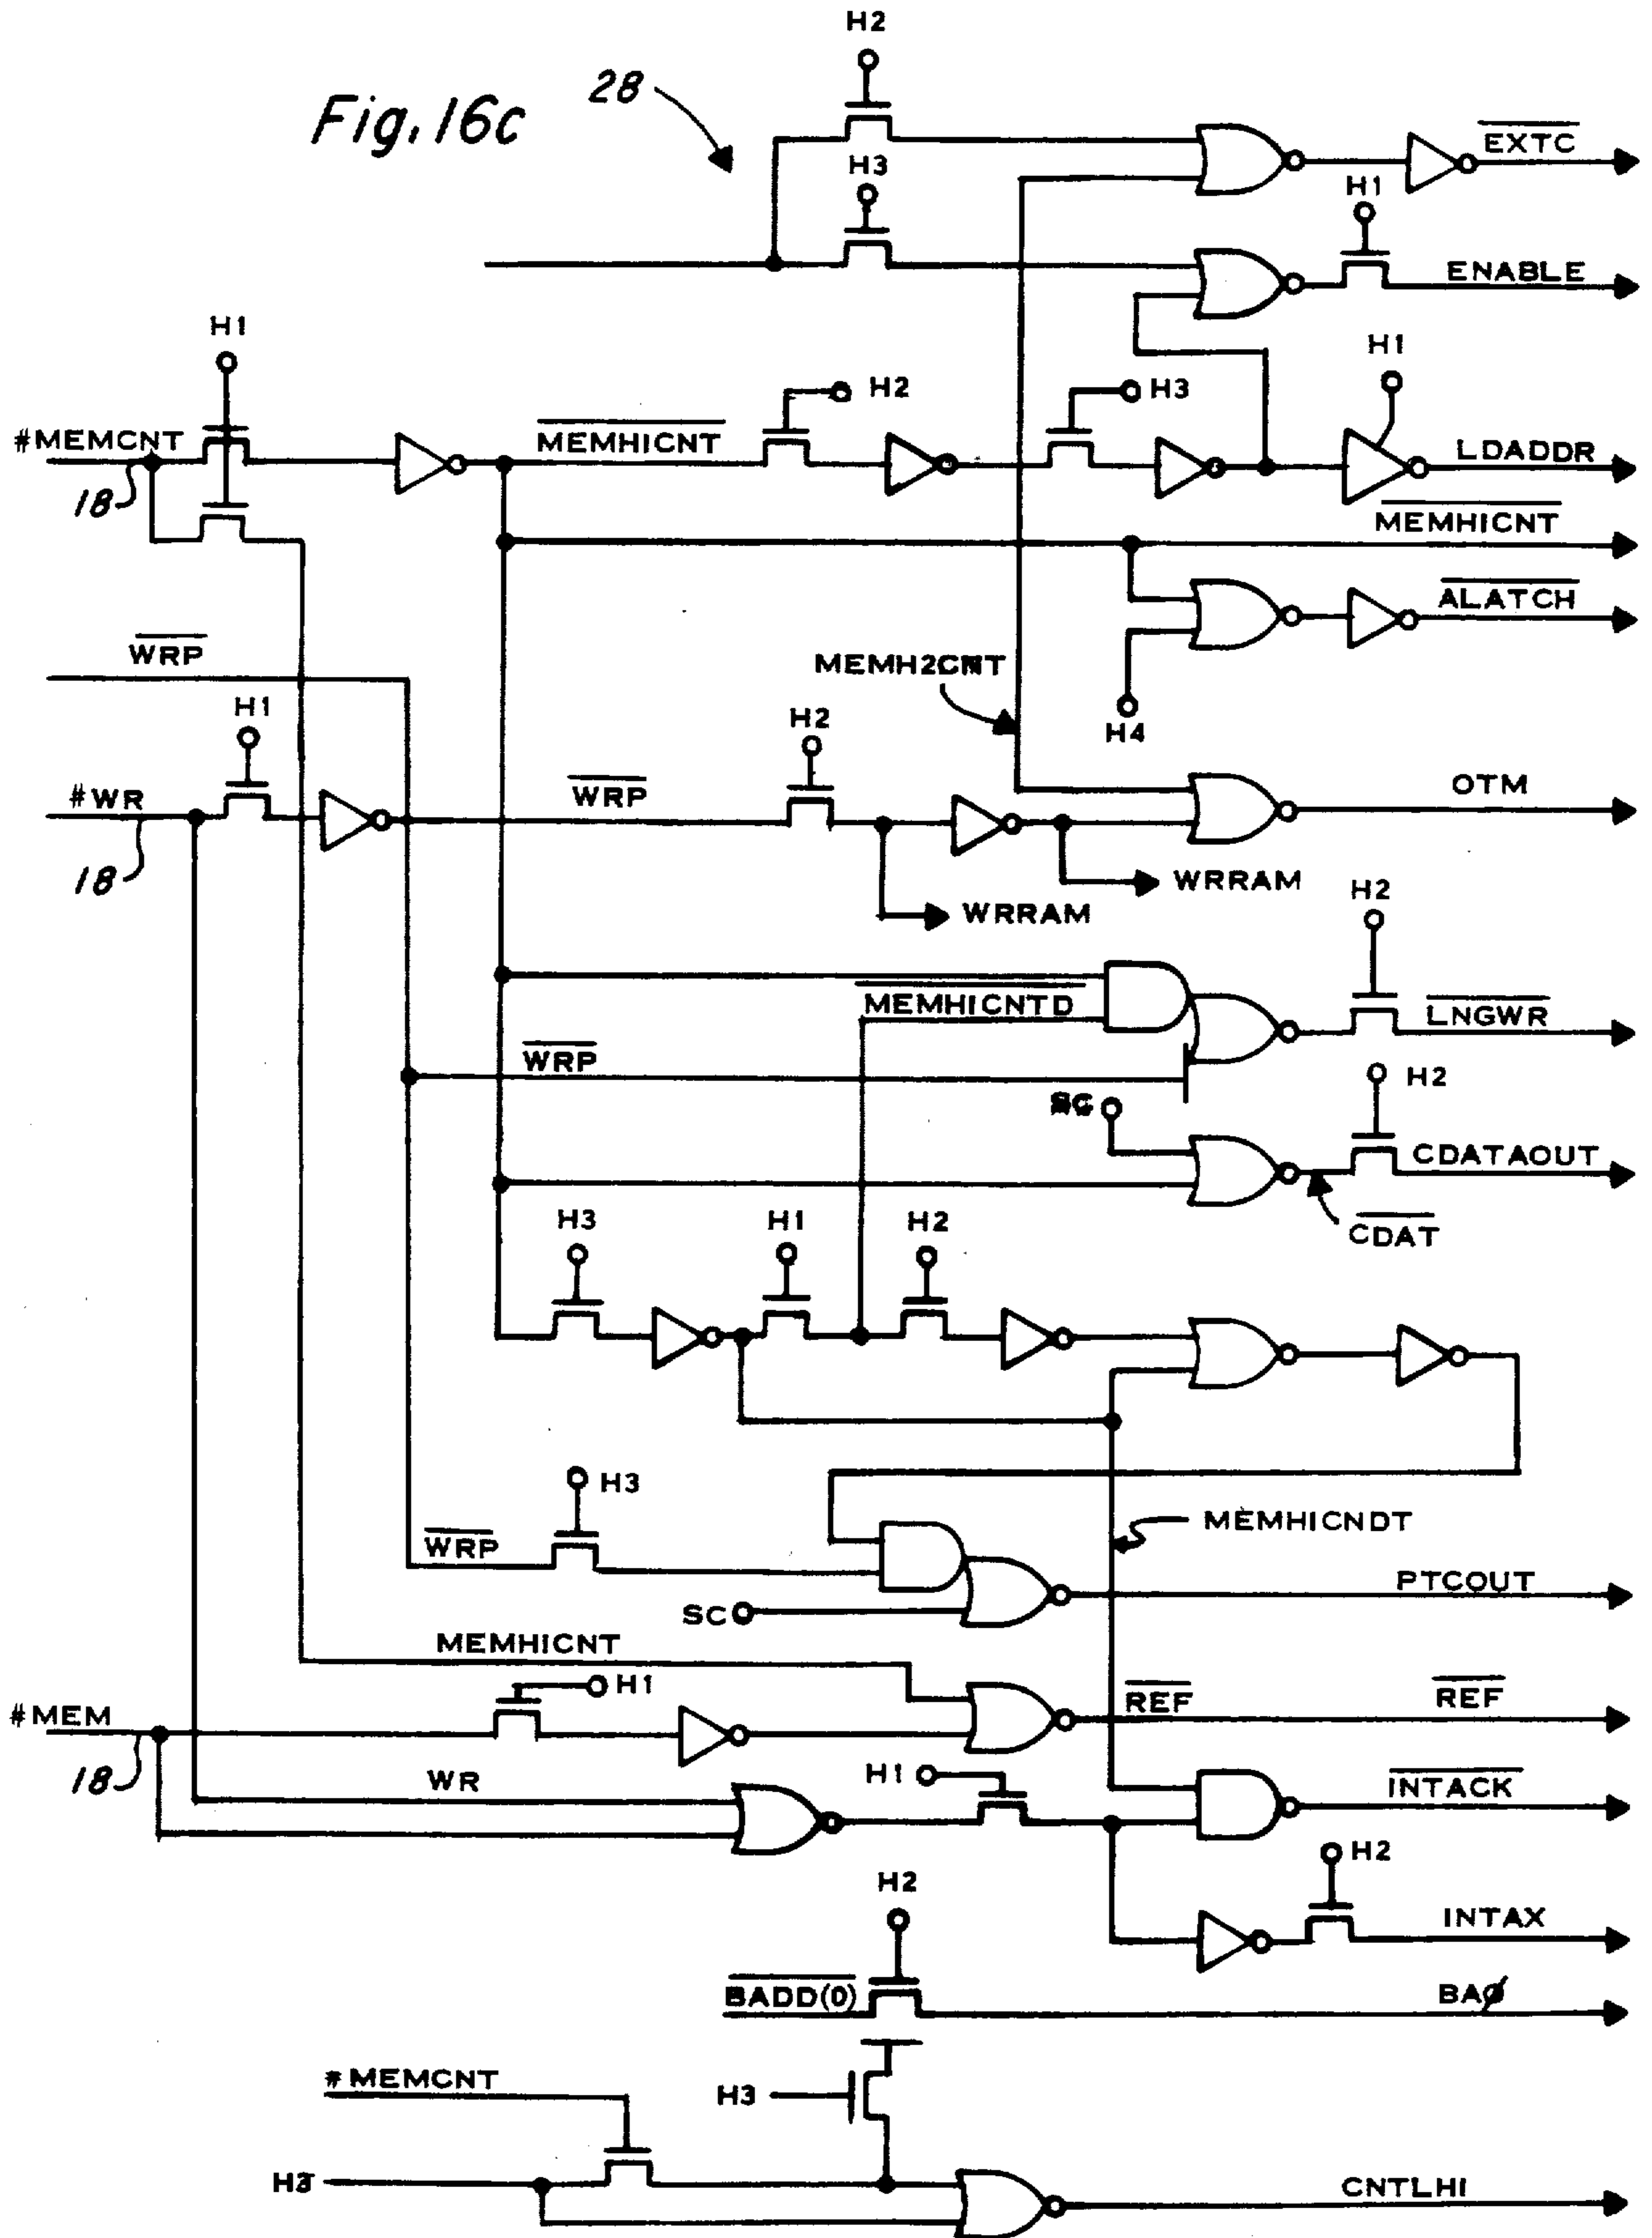 H2
Fig. 16c
28
EXTC
H3
H1
ENABLE
H1
H1
#MEMCNT
MEMHICNT
H2
H3
LDADDR
18
MEMHICNT
ALATCH
WRP
MEMH2CNT
H4
H1
H2
#WR
WRP
OTM
18
WRRAM
WRRAM
H2
MEMHICNTD
LNGWR
WRP
SC
H2
CDATAOUT
CDAT
H3
H1
H2
H3
MEMHICNDT
WRP
PTCOUT
SC
MEMHICNT
H1
#MEM
REF
REF
18
WR
H1
INTACK
H2
H2
INTAX
BADD(0)
BAØ
#MEMCNT
H3
H3
CNTLHI